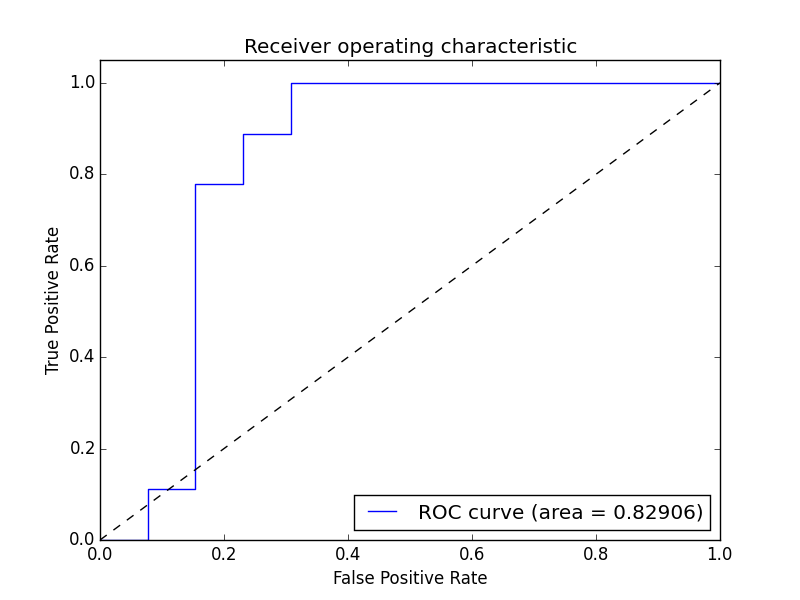 Receiver operating characteristic
1.0
0.8
0.6
0.4
0.2
0.0
True Positive Rate
ROC curve (area = 0.82906)
0.0 0.2 0.4 0.6 0.8 1.0
False Positive Rate